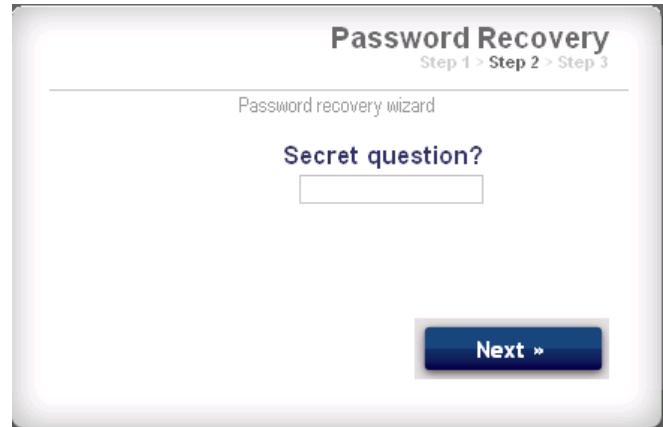 Password Recovery
Step 1 > Step 2 > Step 3
Password recovery wizard
Secret question?
Next »